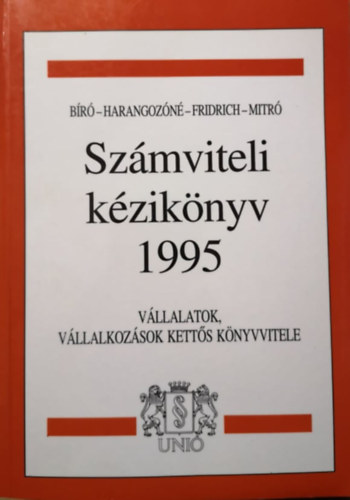 BÍRÓ–HARANGOZÓNÉ–FRIDRICH–MITRÓ
Számviteli
kézikönyv
1995
VÁLLALATOK,
VÁLLALKOZÁSOK KETTŐS KÖNYVVITELE
§
UNIÓ